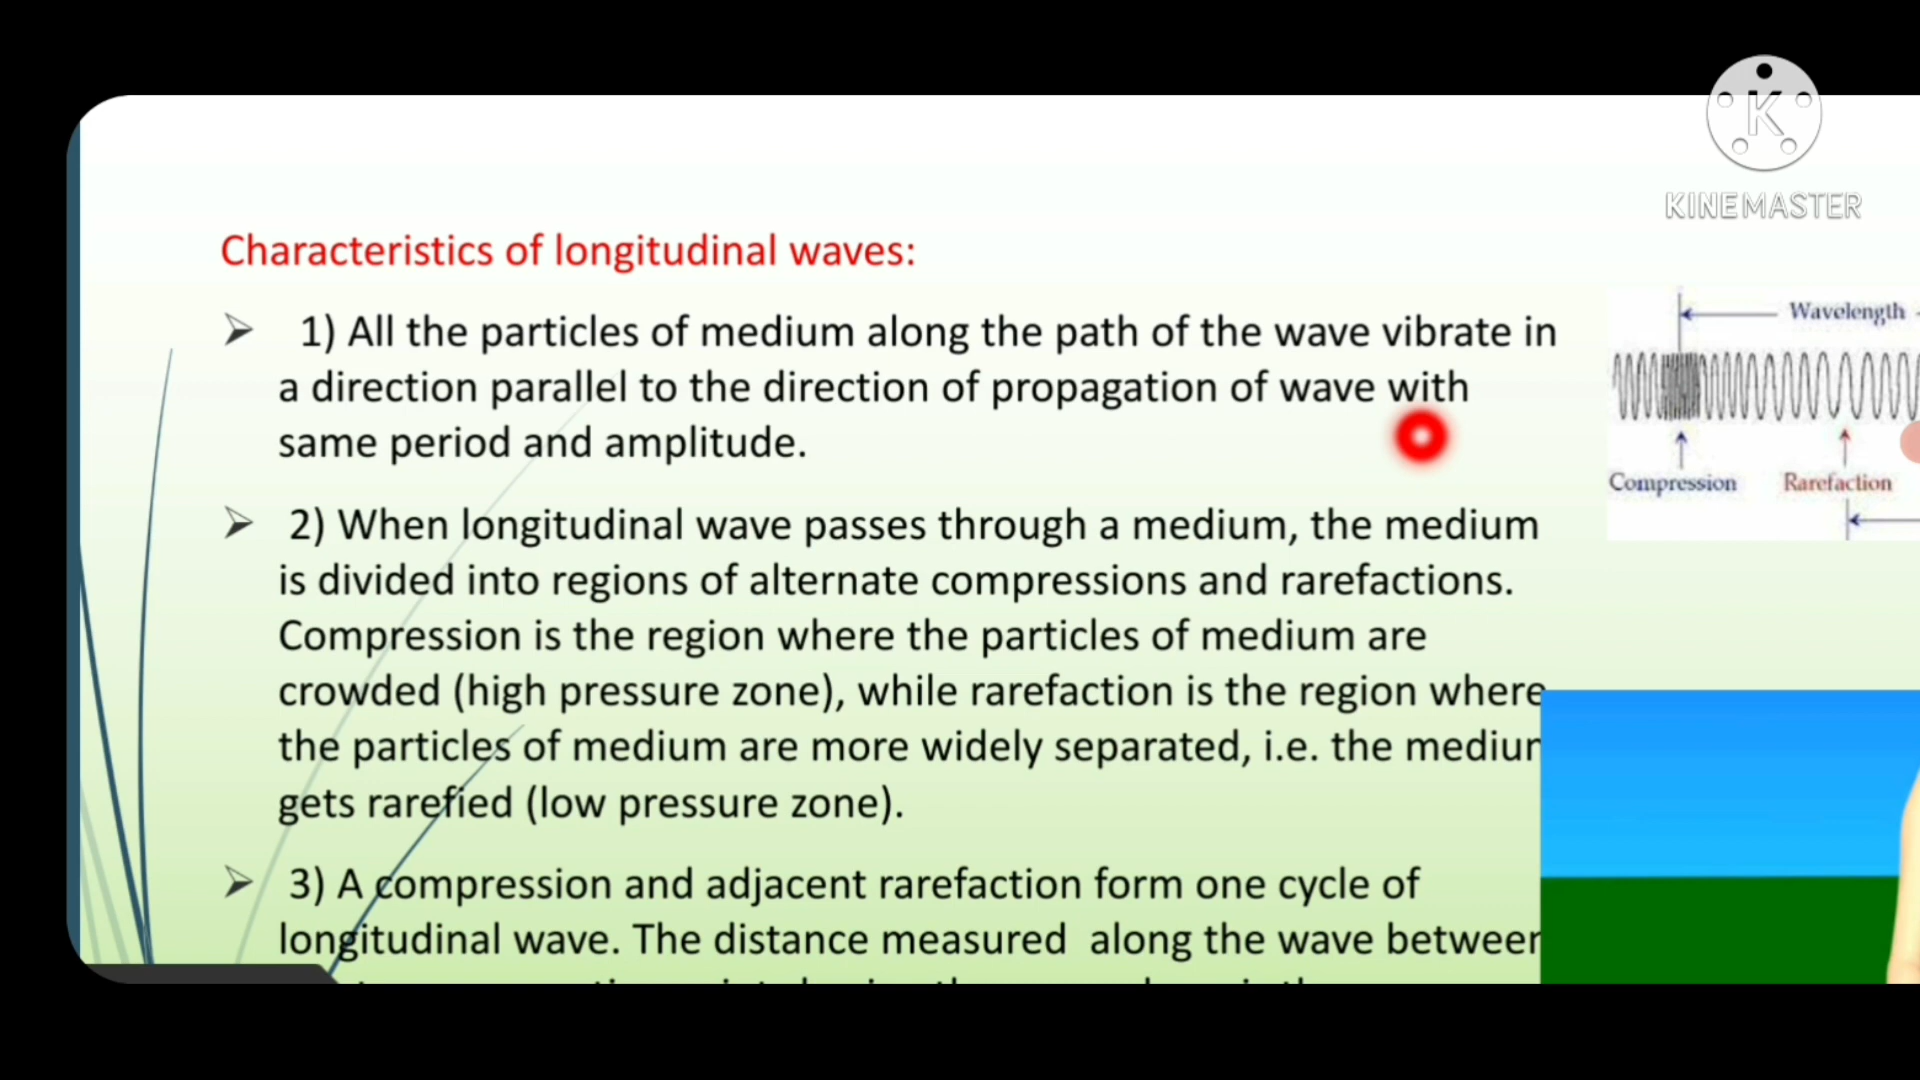 K
KINEMASTER
Characteristics of longitudinal waves:
1) All the particles of medium along the path of the wave vibrate in
a direction parallel to the direction of propagation of wave with
same period and amplitude.
2) When longitudinal wave passes through a medium, the medium
is divided into regions of alternate compressions and rarefactions.
Compression is the region where the particles of medium are
crowded (high pressure zone), while rarefaction is the region where
the particles of medium are more widely separated, i.e. the
gets rarefied (low pressure zone).
3) A compression and adjacent rarefaction form one cycle of
longitudinal wave. The distance measured along the wave between
Wavelength
Compression
Rarefaction